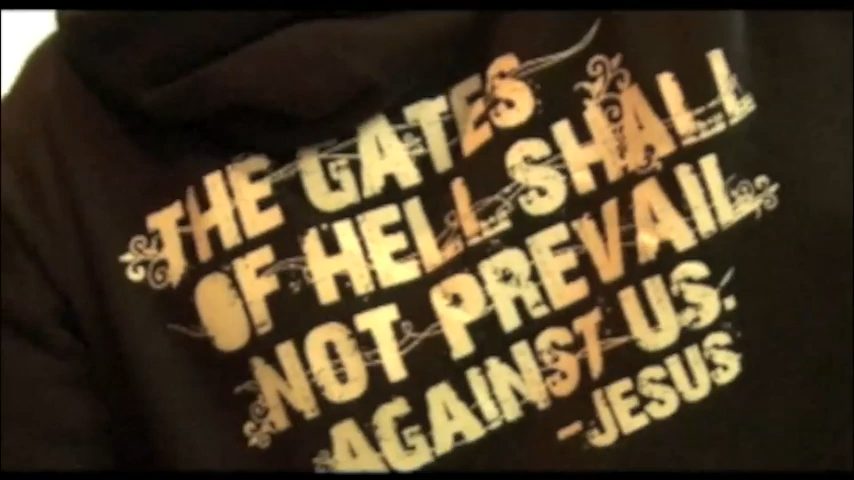 THE GATES
OF HELL SHALL
NOT PREVAIL
AGAINST US.
-JESUS